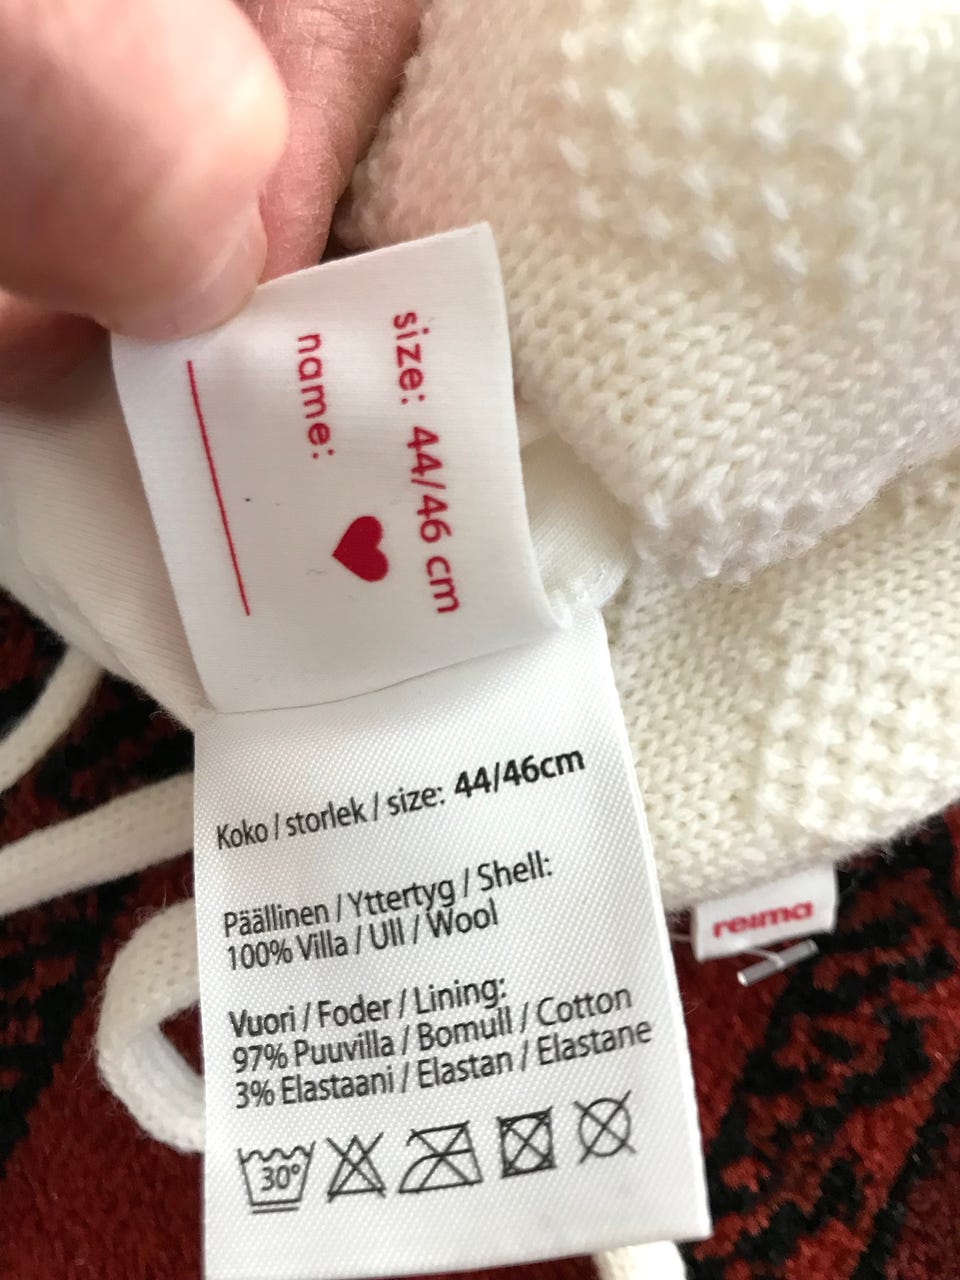 size: 44/46 cm
name:
Koko / storlek / size: 44/46cm
Päällinen / Yttertyg / Shell:
100% Villa / Ull / Wool
Vuori / Foder / Lining:
97% Puuvilla / Bomull / Cotton
3% Elastaani / Elastan / Elastane
30°
reima